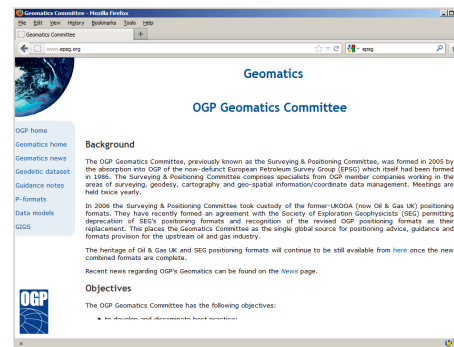 Geomatics Committee - Mozilla Firefox
File Edit View History Bookmarks Tools Help
Geomatics Committee
www.epsg.org
epsg
Geomatics
OGP Geomatics Committee
OGP home
Geomatics home
Geomatics news
Geodetic dataset
Guidance notes
P-formats
Data models
GIGS
Background
The OGP Geomatics Committee, previously known as the Surveying & Positioning Committee, was formed in 2005 by
the absorption into OGP of the now-defunct European Petroleum Survey Group (EPSG) which itself had been formed
in 1986. The Surveying & Positioning Committee comprises specialists from OGP member companies working in the
areas of surveying, geodesy, cartography and geo-spatial information/coordinate data management. Meetings are
held twice yearly.
In 2006 the Surveying & Positioning Committee took custody of the former-UKOOA (now Oil & Gas UK) positioning
formats. They have recently formed an agreement with the Society of Exploration Geophysicists (SEG) permitting
deprecation of SEG's positioning formats and recognition of the revised OGP positioning formats as their
replacement. This places the Geomatics Committee as the single global source for positioning advice, guidance and
formats provision for the upstream oil and gas industry.
The heritage of Oil & Gas UK and SEG positioning formats will continue to be still available from here once the new
combined formats are complete.
Recent news regarding OGP's Geomatics can be found on the News page.
Objectives
The OGP Geomatics Committee has the following objectives:
• to develop and disseminate best practice;
OGP